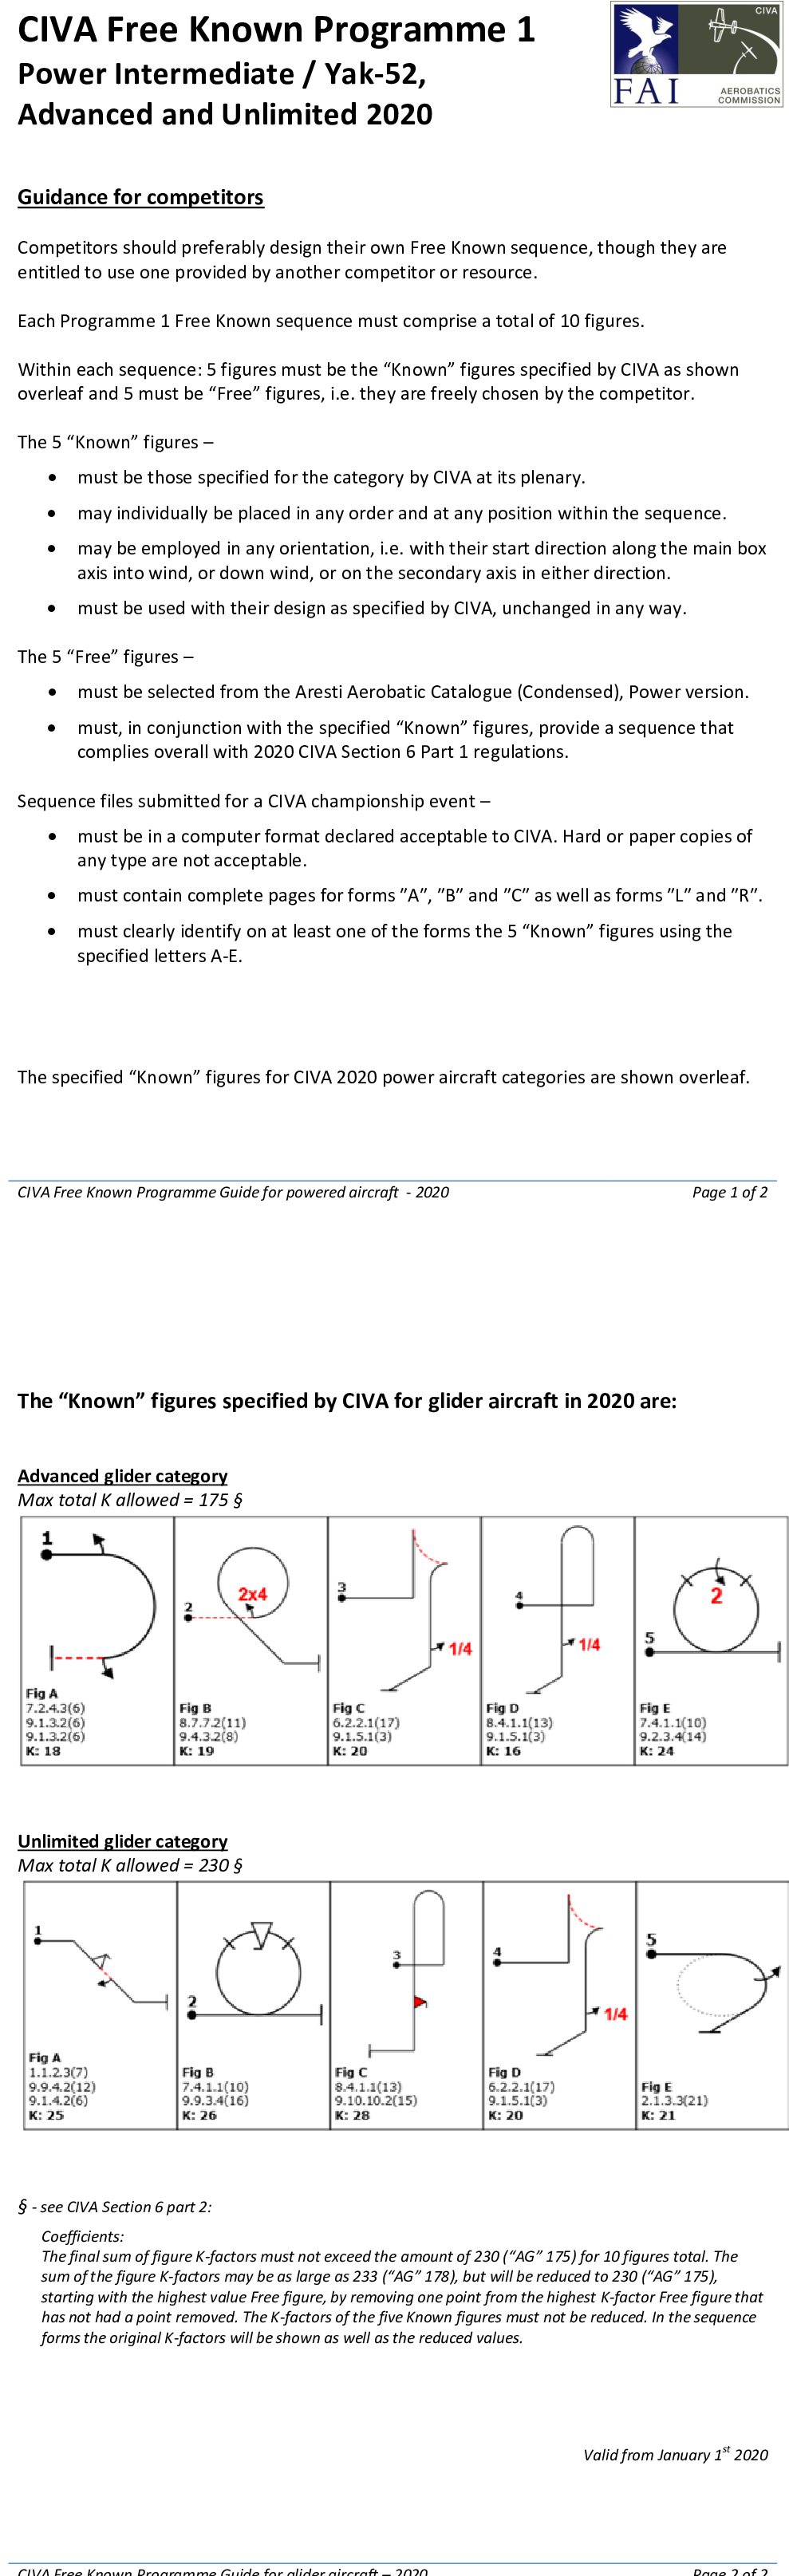 CIVA Free Known Programme 1
Power Intermediate / Yak-52,
Advanced and Unlimited 2020
CIVA
FAI
AEROBATICS
COMMISSION
Guidance for competitors
Competitors should preferably design their own Free Known sequence, though they are
entitled to use one provided by another competitor or resource.
Each Programme 1 Free Known sequence must comprise a total of 10 figures.
Within each sequence: 5 figures must be the “Known” figures specified by CIVA as shown
overleaf and 5 must be “Free” figures, i.e. they are freely chosen by the competitor.
The 5 “Known” figures –
• must be those specified for the category by CIVA at its plenary.
• may individually be placed in any order and at any position within the sequence.
• may be employed in any orientation, i.e. with their start direction along the main box
axis into wind, or down wind, or on the secondary axis in either direction.
• must be used with their design as specified by CIVA, unchanged in any way.
The 5 “Free” figures –
• must be selected from the Aresti Aerobatic Catalogue (Condensed), Power version.
• must, in conjunction with the specified “Known” figures, provide a sequence that
complies overall with 2020 CIVA Section 6 Part 1 regulations.
Sequence files submitted for a CIVA championship event –
• must be in a computer format declared acceptable to CIVA. Hard or paper copies of
any type are not acceptable.
• must contain complete pages for forms ”A”, ”B” and ”C” as well as forms ”L” and ”R”.
• must clearly identify on at least one of the forms the 5 “Known” figures using the
specified letters A-E.
The specified “Known” figures for CIVA 2020 power aircraft categories are shown overleaf.
CIVA Free Known Programme Guide for powered aircraft - 2020 Page 1 of 2
The “Known” figures specified by CIVA for glider aircraft in 2020 are:
Advanced glider category
Max total K allowed = 175 §
1
Fig A
7.2.4.3(6)
9.1.3.2(6)
9.1.3.2(6)
K: 18
2
2x4
Fig B
8.7.7.2(11)
9.4.3.2(8)
K: 19
3
1/4
Fig C
6.2.2.1(17)
9.1.5.1(3)
K: 20
4
1/4
Fig D
8.4.1.1(13)
9.1.5.1(3)
K: 16
5
2
Fig E
7.4.1.1(10)
9.2.3.4(14)
K: 24
Unlimited glider category
Max total K allowed = 230 §
1
Fig A
1.1.2.3(7)
9.9.4.2(12)
9.1.4.2(6)
K: 25
2
Fig B
7.4.1.1(10)
9.9.3.4(16)
K: 26
3
Fig C
8.4.1.1(13)
9.10.10.2(15)
K: 28
4
1/4
Fig D
6.2.2.1(17)
9.1.5.1(3)
K: 20
5
Fig E
2.1.3.3(21)
K: 21
§ - see CIVA Section 6 part 2:
Coefficients:
The final sum of figure K-factors must not exceed the amount of 230 (“AG” 175) for 10 figures total. The
sum of the figure K-factors may be as large as 233 (“AG” 178), but will be reduced to 230 (“AG” 175),
starting with the highest value Free figure, by removing one point from the highest K-factor Free figure that
has not had a point removed. The K-factors of the five Known figures must not be reduced. In the sequence
forms the original K-factors will be shown as well as the reduced values.
Valid from January 1st 2020
CIVA Free Known Programme Guide for glider aircraft – 2020 Page 2 of 2